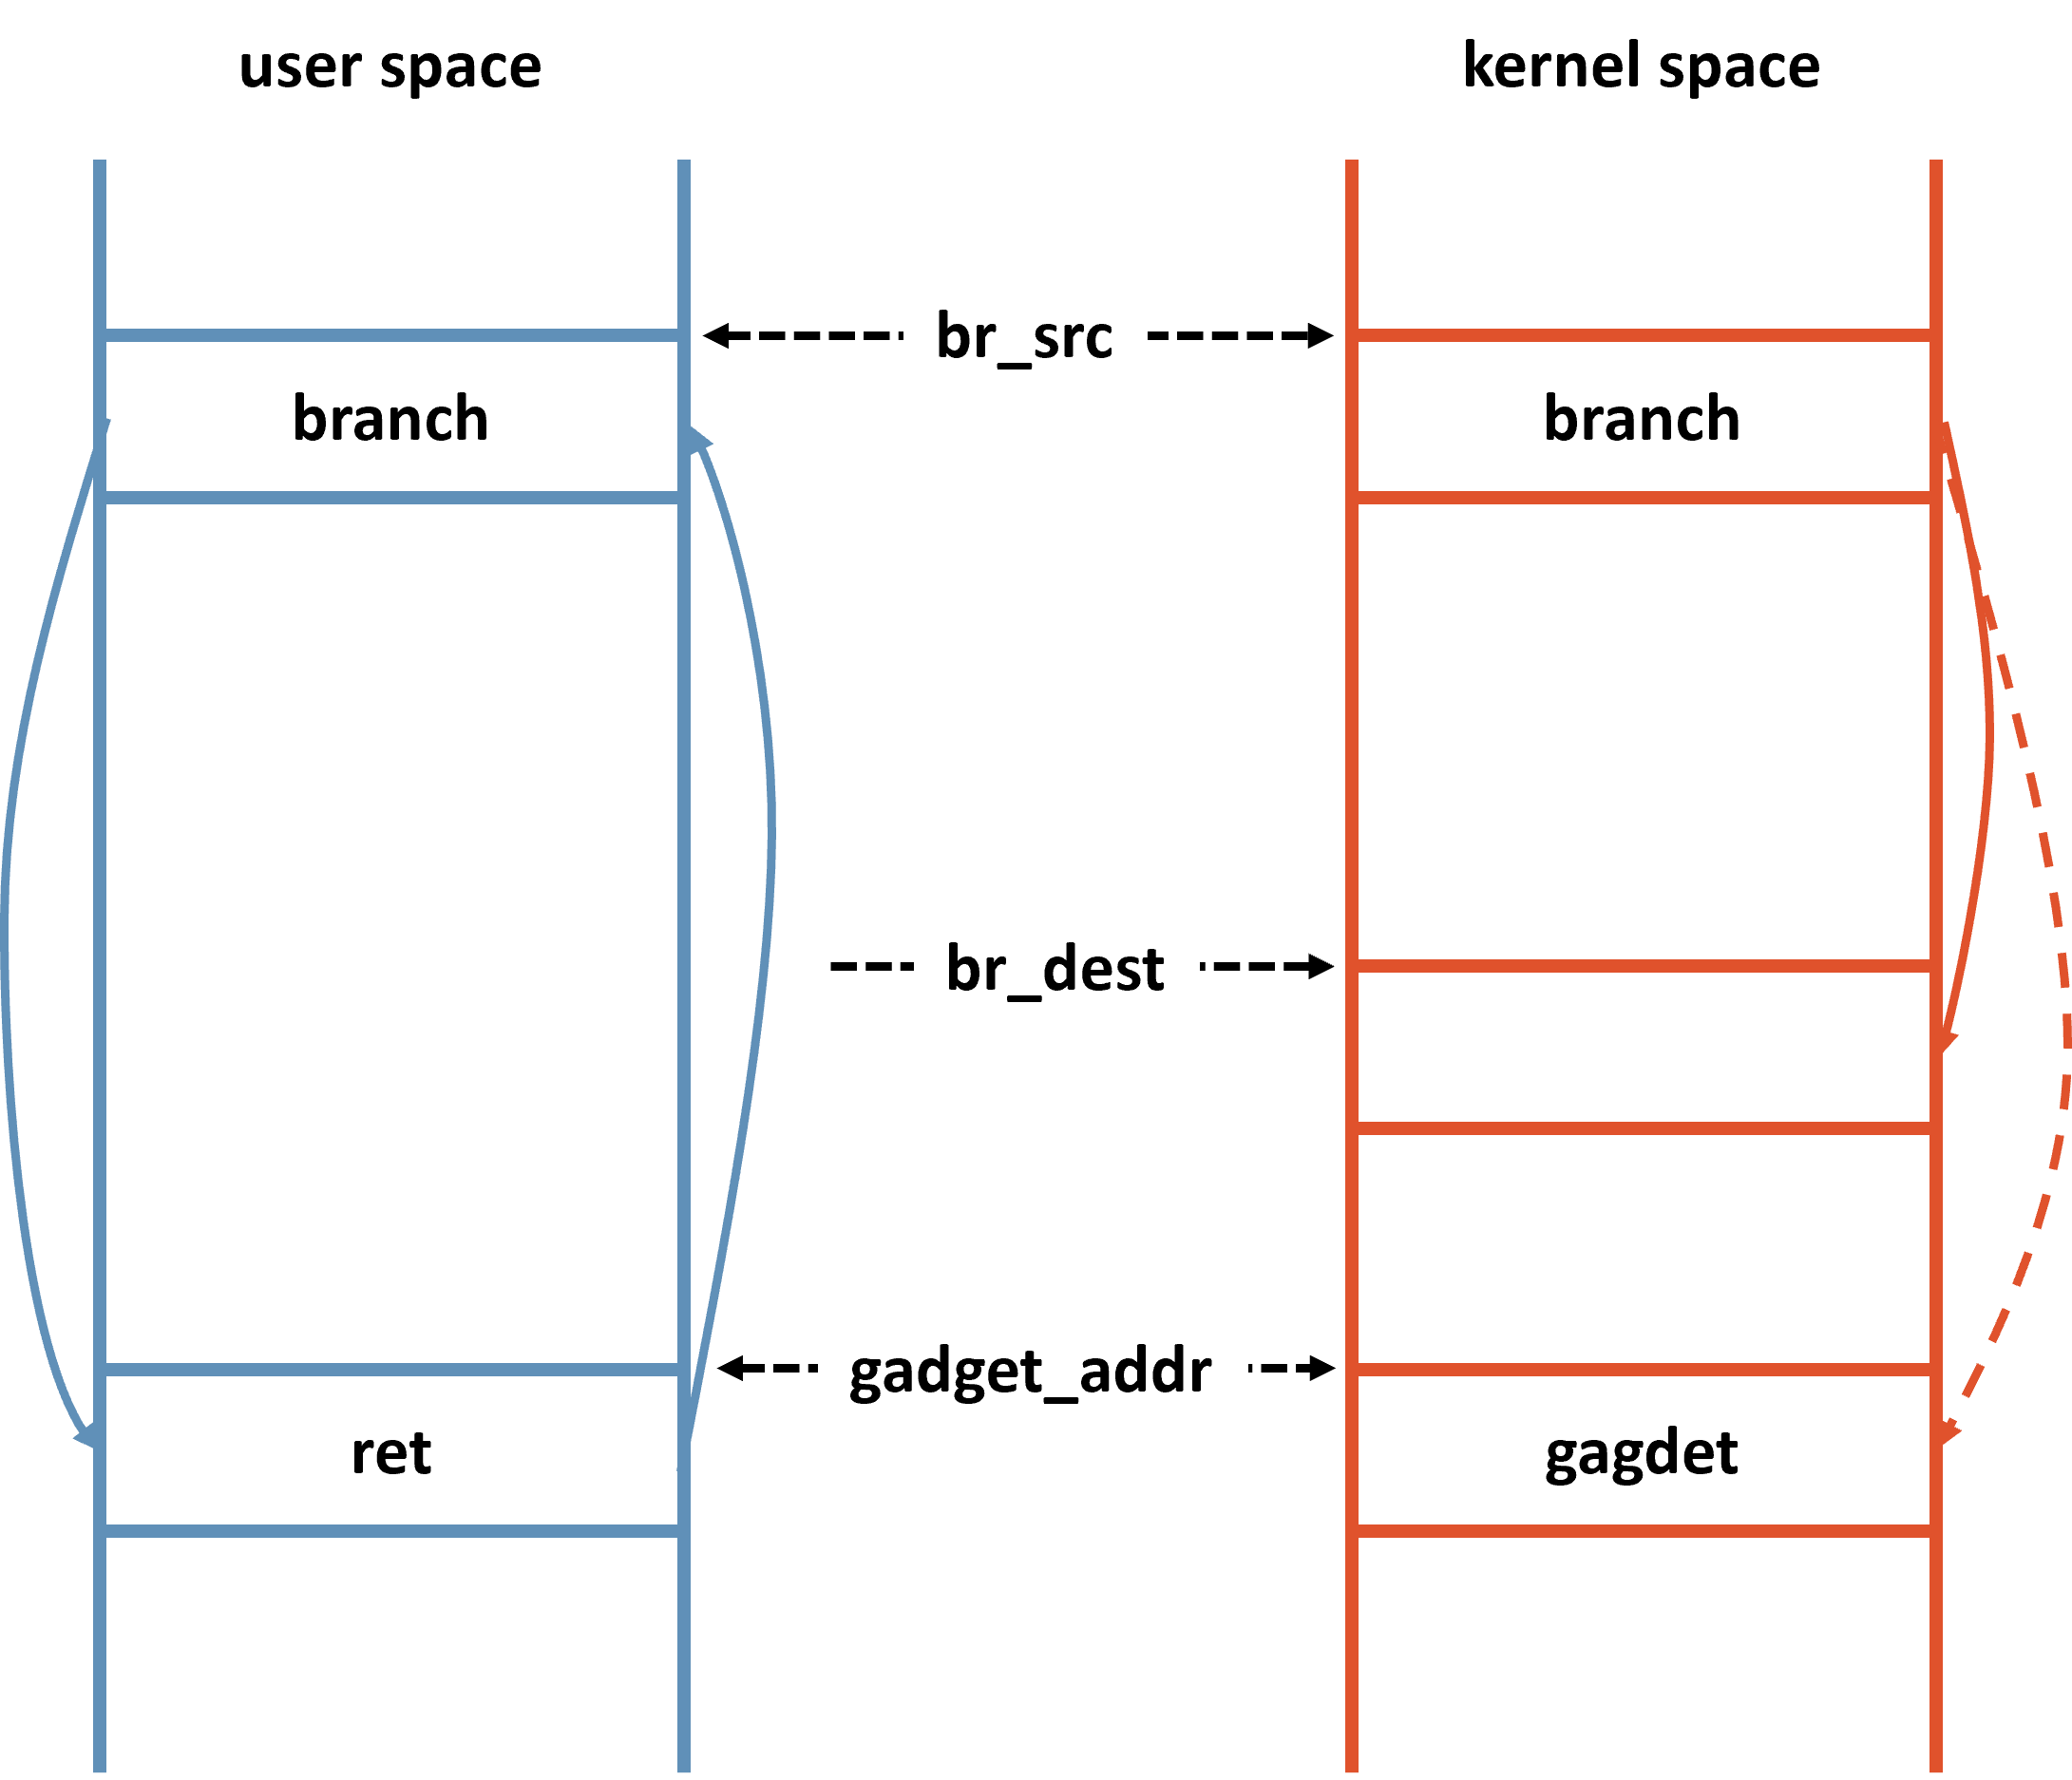 user space
kernel space
br_src
branch
branch
br_dest
gadget_addr
ret
gagdet